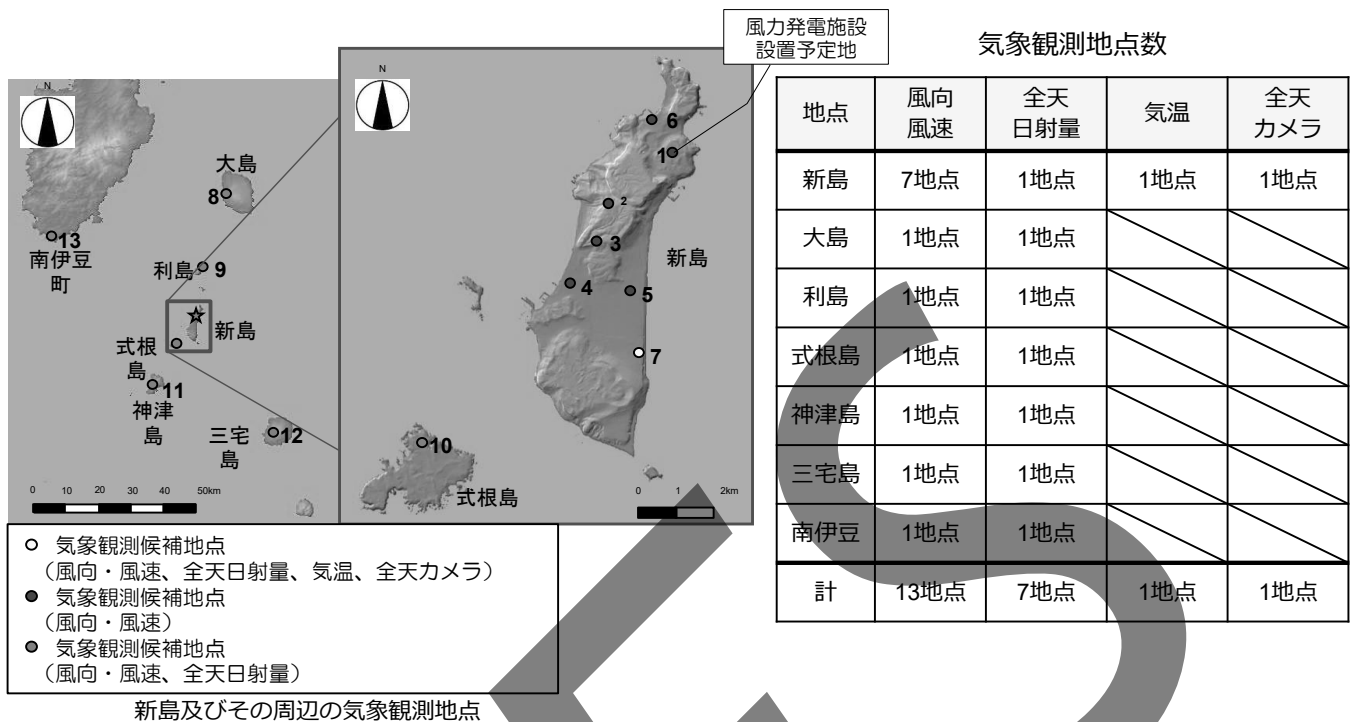 風力発電施設
設置予定地
N
大島
8
13
南伊豆
町
利島
9
新島
式根
島
11
神津
島
三宅
島
12
0 10 20 30 40 50km
N
6
1
2
3
新島
4
5
7
10
式根島
0 1 2km
○ 気象観測候補地点
（風向・風速、全天日射量、気温、全天カメラ）
● 気象観測候補地点
（風向・風速）
● 気象観測候補地点
（風向・風速、全天日射量）
新島及びその周辺の気象観測地点
気象観測地点数
地点 風向 風速 全天 日射量 気温 全天 カメラ
新島 7地点 1地点 1地点 1地点
大島 1地点 1地点
利島 1地点 1地点
式根島 1地点 1地点
神津島 1地点 1地点
三宅島 1地点 1地点
南伊豆 1地点 1地点
計 13地点 7地点 1地点 1地点